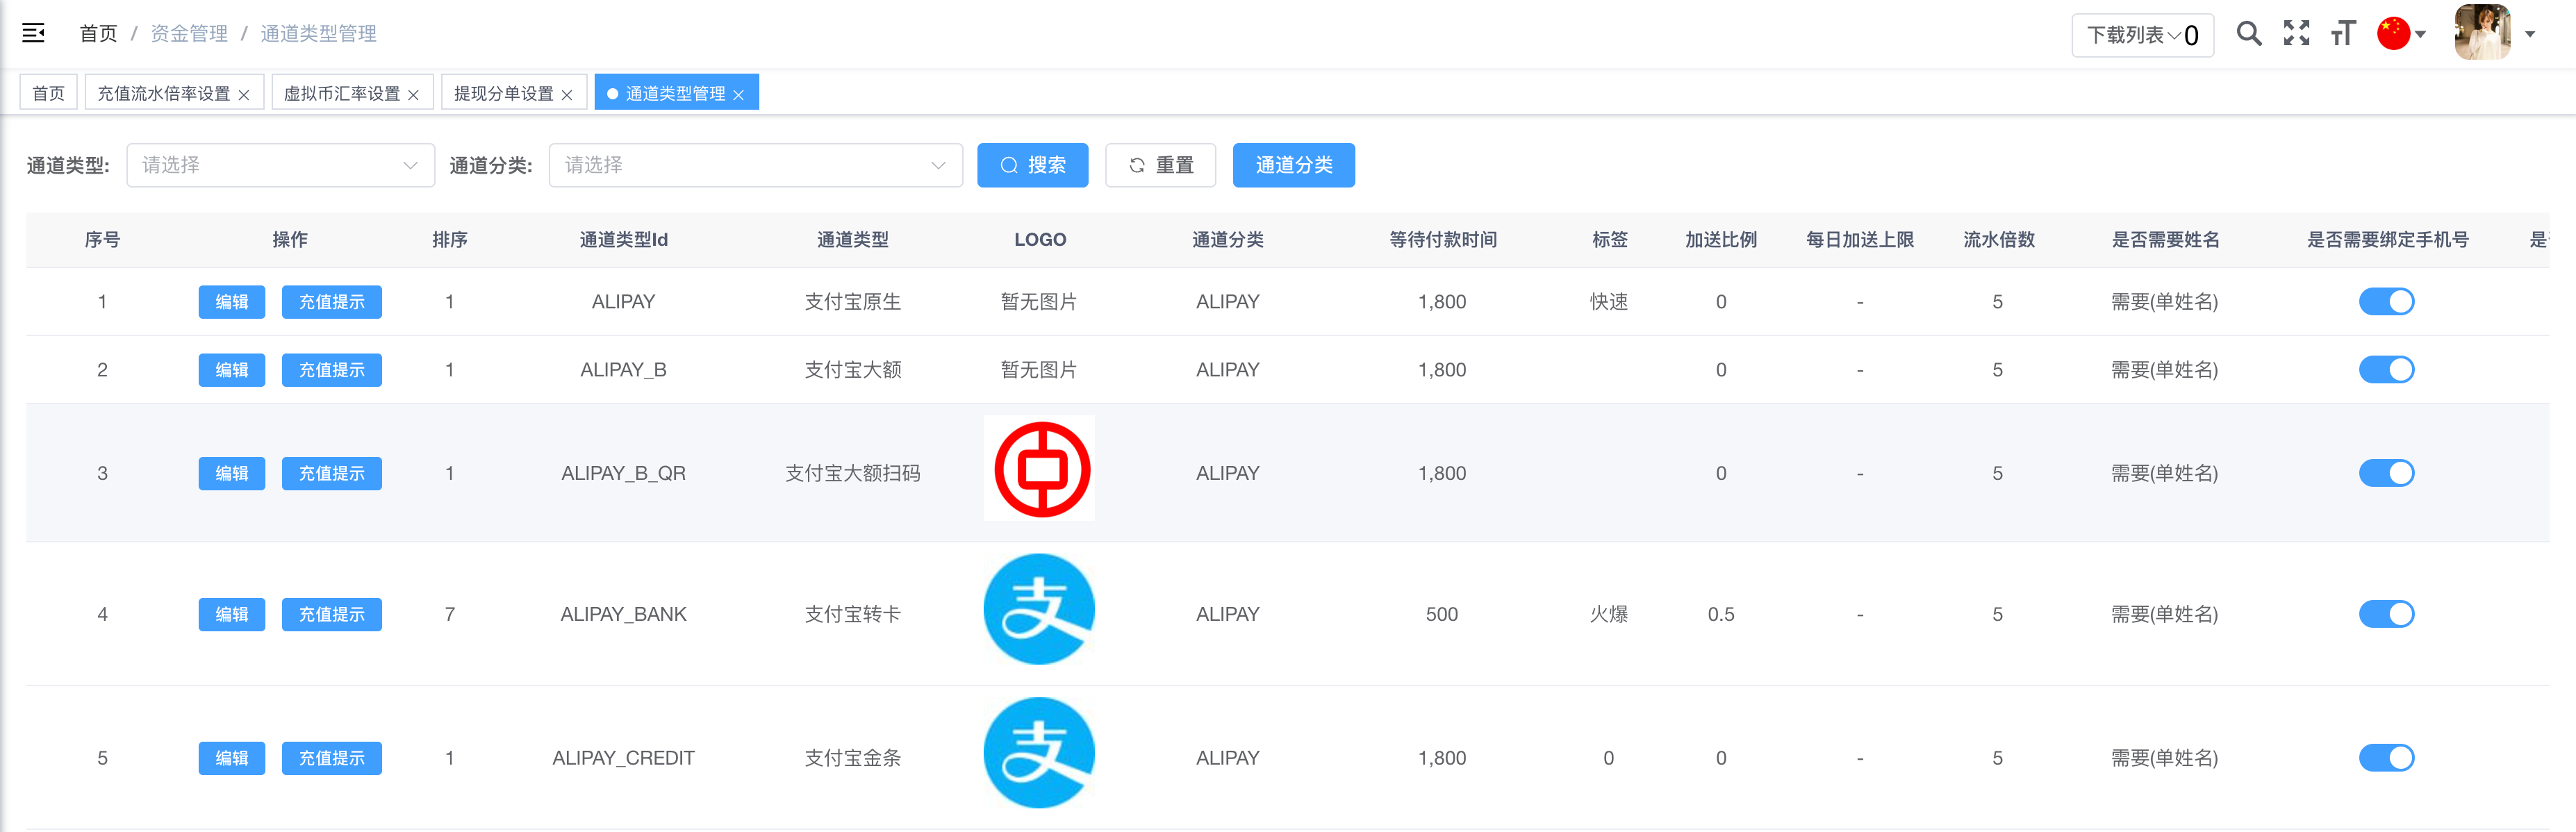 首页 / 资金管理 / 通道类型管理 下载列表 0
首页 充值流水倍率设置 虚拟币汇率设置 提现分单设置 通道类型管理
通道类型: 请选择 通道分类: 请选择 搜索 重置 通道分类
序号 操作 排序 通道类型Id 通道类型 LOGO 通道分类 等待付款时间 标签 加送比例 每日加送上限 流水倍数 是否需要姓名 是否需要绑定手机号 是
1 编辑 充值提示 1 ALIPAY 支付宝原生 暂无图片 ALIPAY 1,800 快速 0 - 5 需要(单姓名)
2 编辑 充值提示 1 ALIPAY_B 支付宝大额 暂无图片 ALIPAY 1,800 0 - 5 需要(单姓名)
3 编辑 充值提示 1 ALIPAY_B_QR 支付宝大额扫码 ALIPAY 1,800 0 - 5 需要(单姓名)
4 编辑 充值提示 7 ALIPAY_BANK 支付宝转卡 支 ALIPAY 500 火爆 0.5 - 5 需要(单姓名)
5 编辑 充值提示 1 ALIPAY_CREDIT 支付宝金条 支 ALIPAY 1,800 0 0 - 5 需要(单姓名)